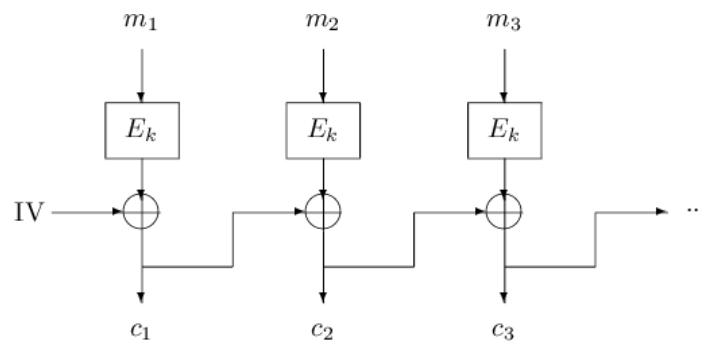 m₁ m₂ m₃
Eₖ Eₖ Eₖ
IV ..
c₁ c₂ c₃